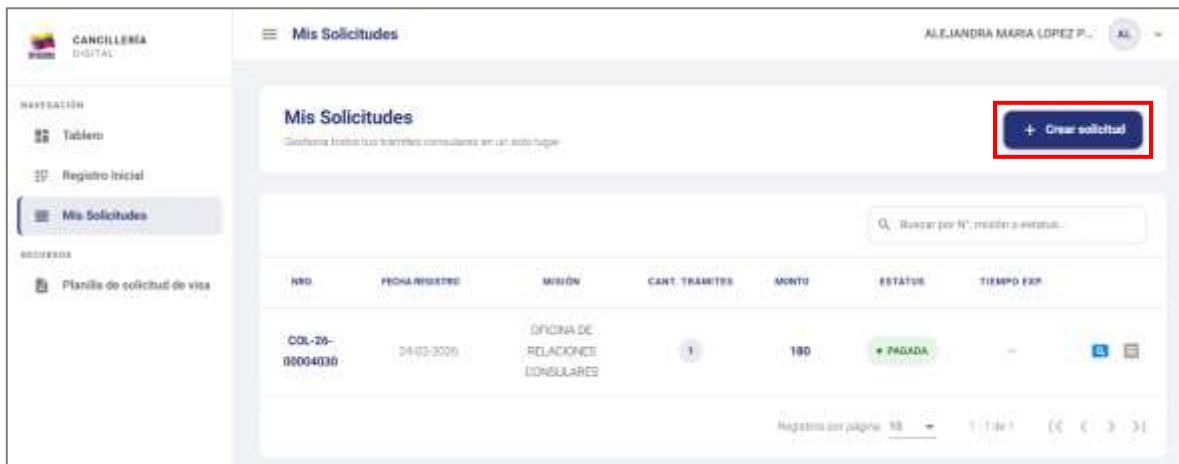 CANCILLERÍA
DIGITAL
Mis Solicitudes
ALEJANDRA MARIA LOPEZ P...
AL
NAVEGACIÓN
Tablero
Registro Inicial
Mis Solicitudes
RECURSOS
Planilla de solicitud de visa
Mis Solicitudes
Gestiona todos tus trámites consulares en un solo lugar
+ Crear solicitud
Buscar por N°, misión o estatus...
NRO. FECHA REGISTRO MISIÓN CANT. TRÁMITES MONTO ESTATUS TIEMPO EXP.
COL-26-
00004030
24-03-2026
OFICINA DE
RELACIONES
CONSULARES
1
180
PAGADA
Registros por página 10
1-1 de 1